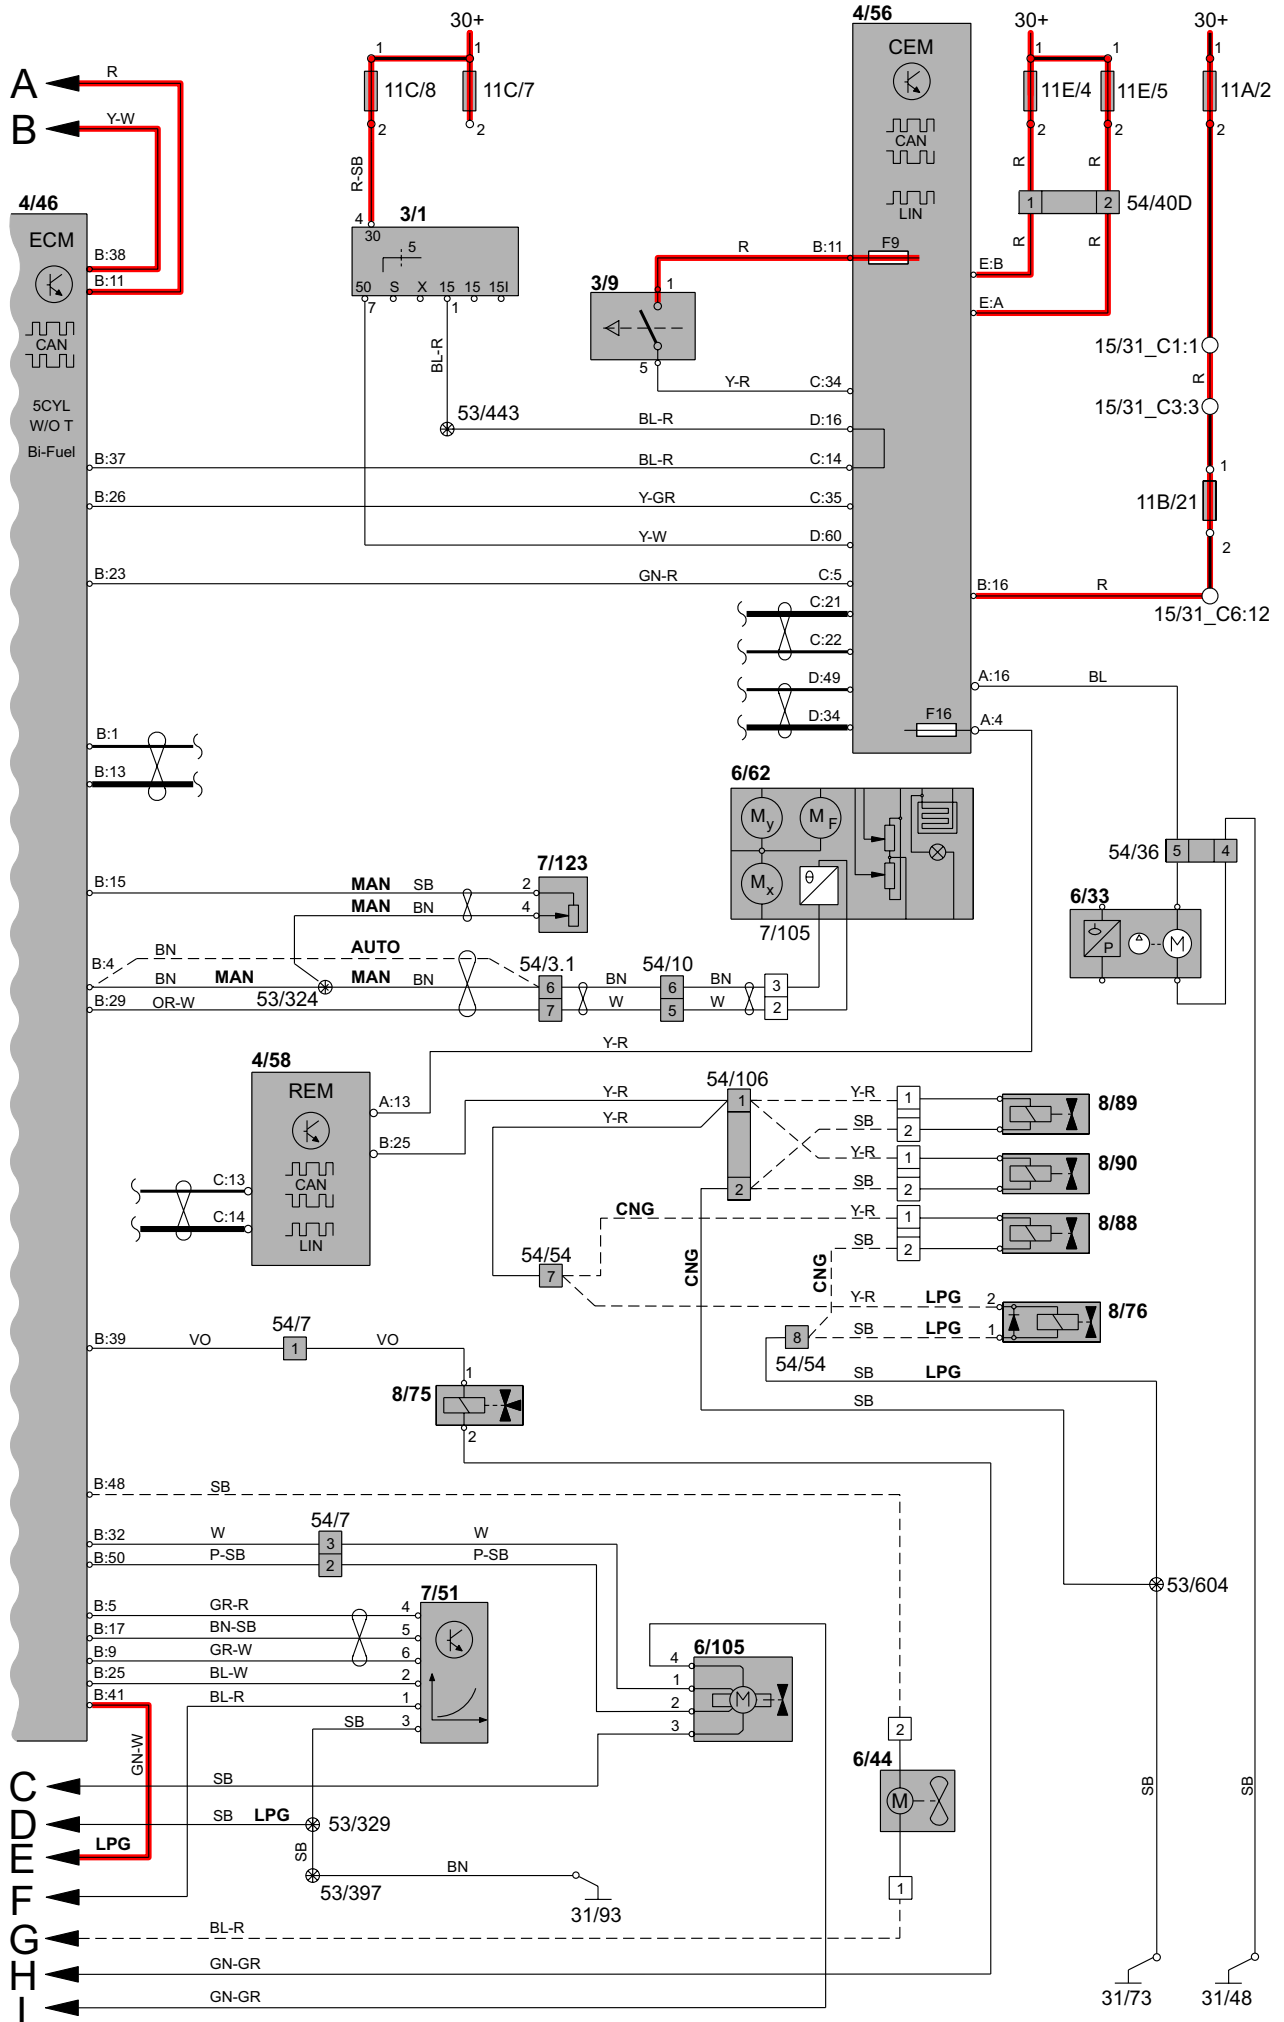 30+ 4/56 30+ 30+
1 1 CEM 1 1 1
A R 11C/8 11C/7 11E/4 11E/5 11A/2
B Y-W 2 2 CAN 2 2 2
R-SB R R
4/46 4 3/1 LIN 1 2 54/40D
ECM 30 5 R R
B:38 R B:11 F9 E:B
B:11 50 S X 15 15 15I 3/9 1
CAN 7 1 E:A
5CYL BL-R 5 15/31_C1:1
W/O T Y-R C:34 R
Bi-Fuel 53/443 BL-R D:16 15/31_C3:3
B:37 BL-R C:14 1
B:26 Y-GR C:35 11B/21
Y-W D:60 2
B:23 GN-R C:5 B:16 R
C:21 15/31_C6:12
C:22
D:49 A:16 BL
D:34 F16 A:4
B:1
B:13 6/62
My MF
54/36 5 4
7/123
B:15 MAN SB 2 Mx θ 6/33
MAN BN 4 7/105 P M
BN AUTO
B:4 BN MAN MAN BN 54/3.1 6 BN 54/10 6 BN 3
B:29 OR-W 53/324 7 W 5 W 2
Y-R
4/58
REM A:13 Y-R 54/106 1 Y-R 1 8/89
Y-R SB 2
B:25 Y-R 1 8/90
CAN 2 SB 2
C:13 CNG Y-R 1 8/88
C:14 LIN 54/54 CNG SB 2
7 CNG
Y-R LPG 2 8/76
54/7 8 SB LPG 1
B:39 VO 1 VO 54/54
1 SB LPG
8/75 SB
2
B:48 SB
54/7
B:32 W 3 W
B:50 P-SB 2 P-SB
53/604
7/51
B:5 GR-R 4
B:17 BN-SB 5
B:9 GR-W 6 6/105
B:25 BL-W 2 4
B:41 BL-R 1 1 M
SB 3 2
GN-W 3 2
6/44
C SB M SB SB
D SB LPG 53/329
E LPG SB
F 53/397 BN 31/93 1
G BL-R
H GN-GR
I GN-GR 31/73 31/48